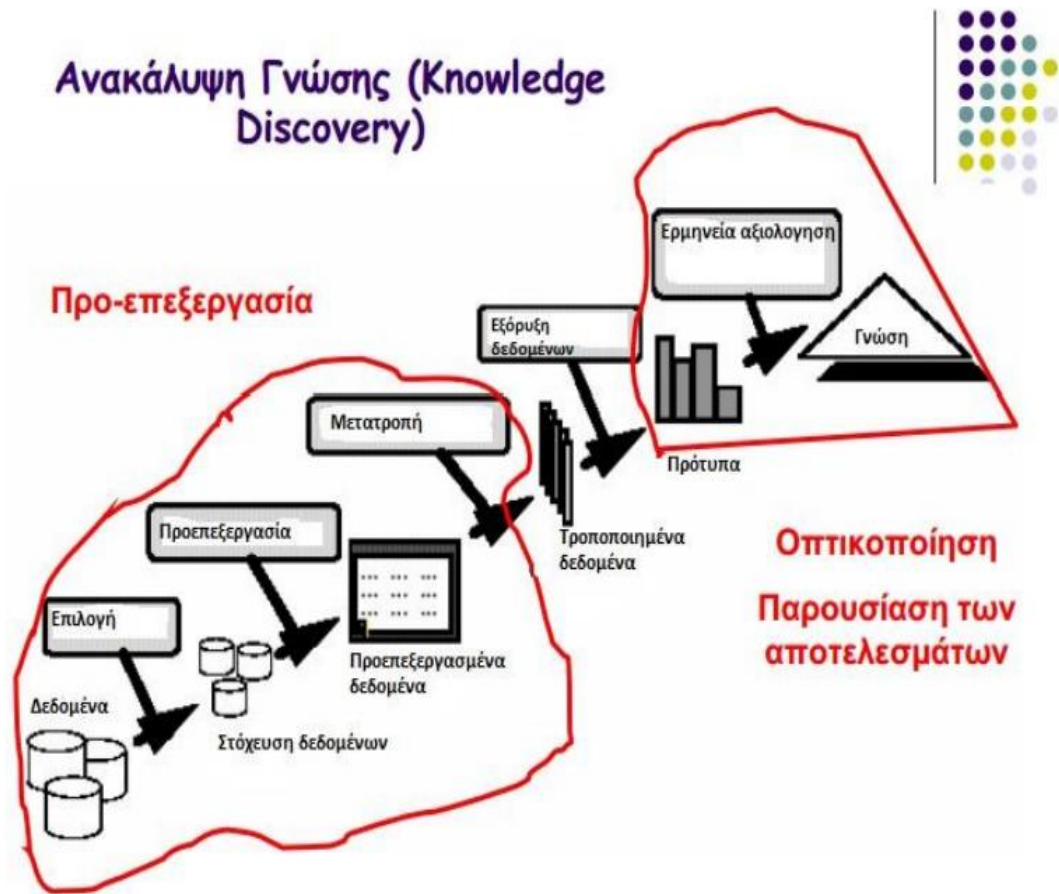 Ανακάλυψη Γνώσης (Knowledge
Discovery)
Ερμηνεία αξιολογηση
Προ-επεξεργασία
Εξόρυξη
δεδομένων
Γνώση
Μετατροπή
Πρότυπα
Προεπεξεργασία
Τροποποιημένα
δεδομένα
Οπτικοποίηση
Παρουσίαση των
αποτελεσμάτων
Επιλογή
Προεπεξεργασμένα
δεδομένα
Δεδομένα
Στόχευση δεδομένων